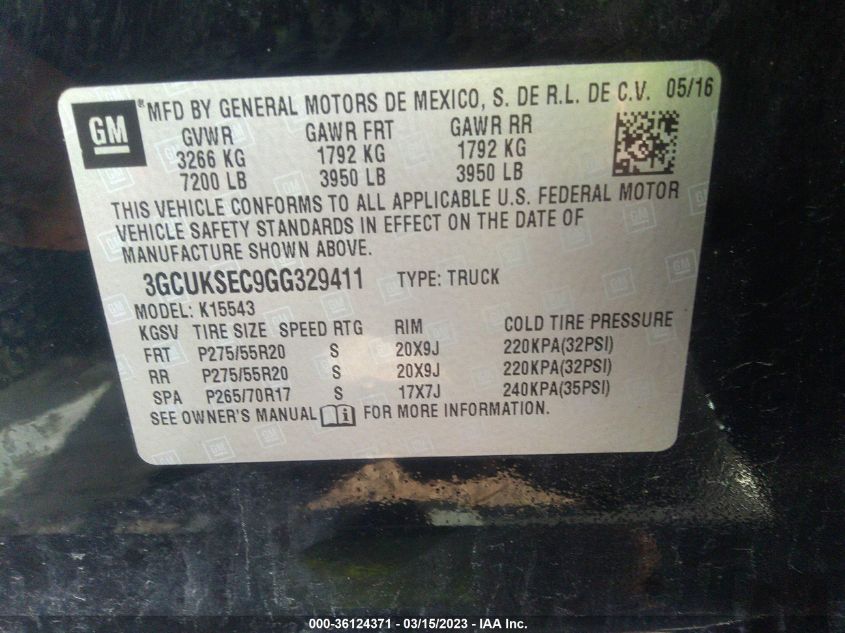 GM ® MFD BY GENERAL MOTORS DE MEXICO, S. DE R.L. DE C.V. 05/16
GVWR GAWR FRT GAWR RR
3266 KG 1792 KG 1792 KG
7200 LB 3950 LB 3950 LB
THIS VEHICLE CONFORMS TO ALL APPLICABLE U.S. FEDERAL MOTOR
VEHICLE SAFETY STANDARDS IN EFFECT ON THE DATE OF
MANUFACTURE SHOWN ABOVE.
3GCUKSEC9GG329411 TYPE: TRUCK
MODEL: K15543
KGSV TIRE SIZE SPEED RTG RIM COLD TIRE PRESSURE
FRT P275/55R20 S 20X9J 220KPA(32PSI)
RR P275/55R20 S 20X9J 220KPA(32PSI)
SPA P265/70R17 S 17X7J 240KPA(35PSI)
SEE OWNER'S MANUAL FOR MORE INFORMATION.
000-36124371 - 03/15/2023 - IAA Inc.